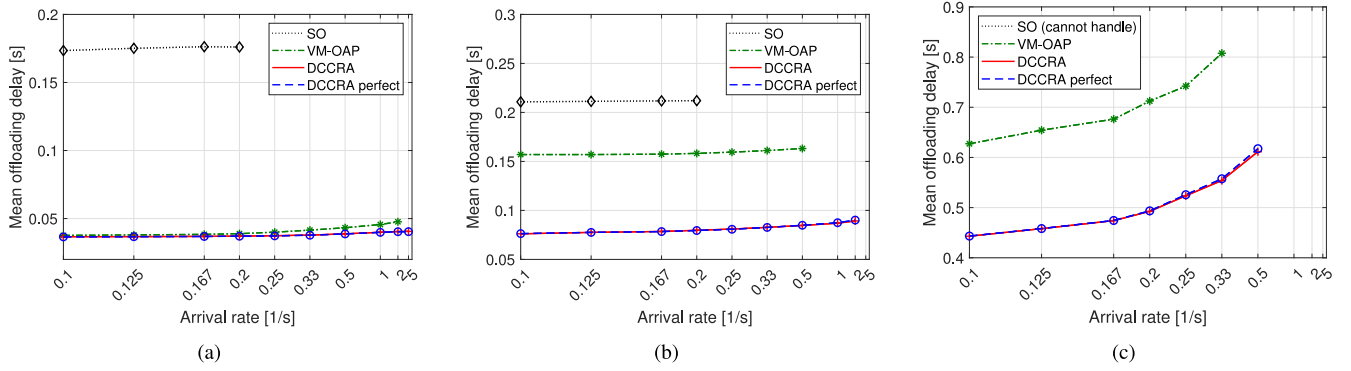 0.2
0.15
0.1
0.05
Mean offloading delay [s]
SO
VM-OAP
DCCRA
DCCRA perfect
0.1
0.125
0.167
0.2
0.25
0.33
0.5
1
2
5
Arrival rate [1/s]
(a)
0.3
0.25
0.2
0.15
0.1
0.05
Mean offloading delay [s]
SO
VM-OAP
DCCRA
DCCRA perfect
0.1
0.125
0.167
0.2
0.25
0.33
0.5
1
2
5
Arrival rate [1/s]
(b)
0.9
0.8
0.7
0.6
0.5
0.4
Mean offloading delay [s]
SO (cannot handle)
VM-OAP
DCCRA
DCCRA perfect
0.1
0.125
0.167
0.2
0.25
0.33
0.5
1
2
5
Arrival rate [1/s]
(c)